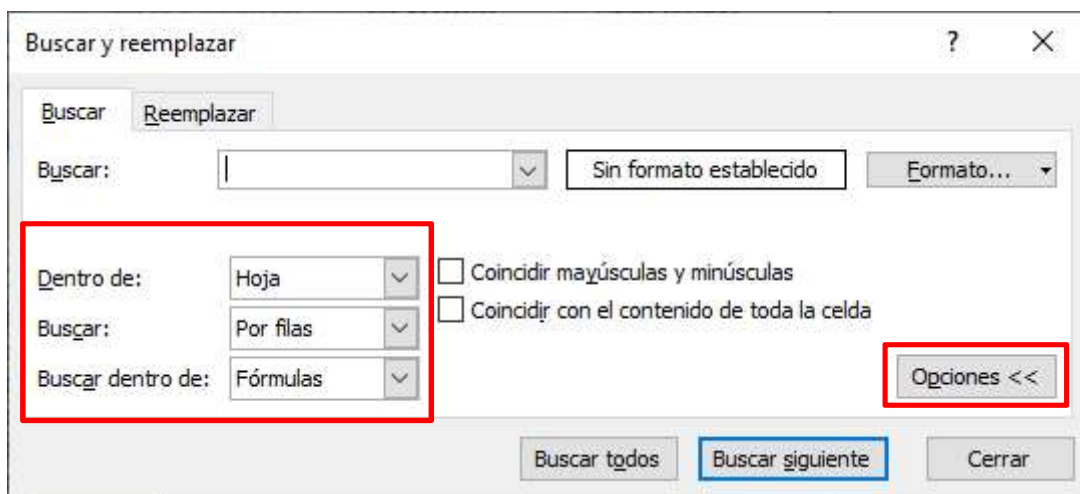 Buscar y reemplazar ? ×
Buscar Reemplazar
Buscar: Sin formato establecido Formato...
Dentro de: Hoja Coincidir mayúsculas y minúsculas
Buscar: Por filas Coincidir con el contenido de toda la celda
Buscar dentro de: Fórmulas Opciones <<
Buscar todos Buscar siguiente Cerrar